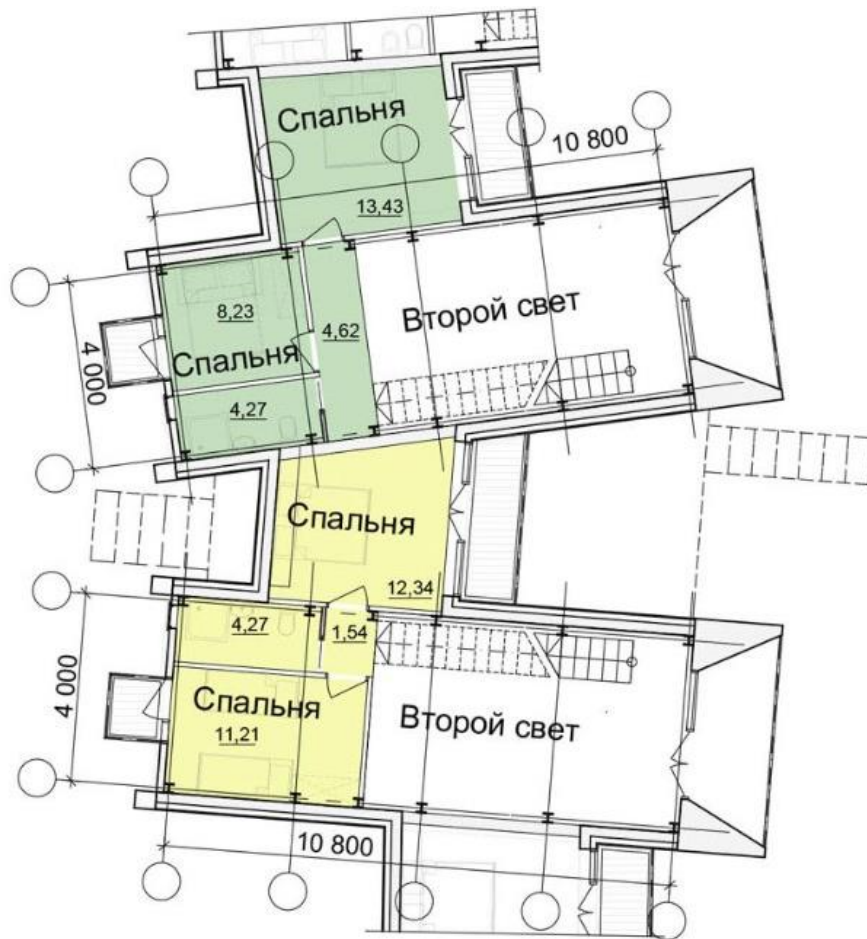 Спальня
10 800
13,43
8,23
4,62
Второй свет
Спальня
4 000
4,27
Спальня
12,34
4,27
1,54
4 000
Спальня
11,21
Второй свет
10 800